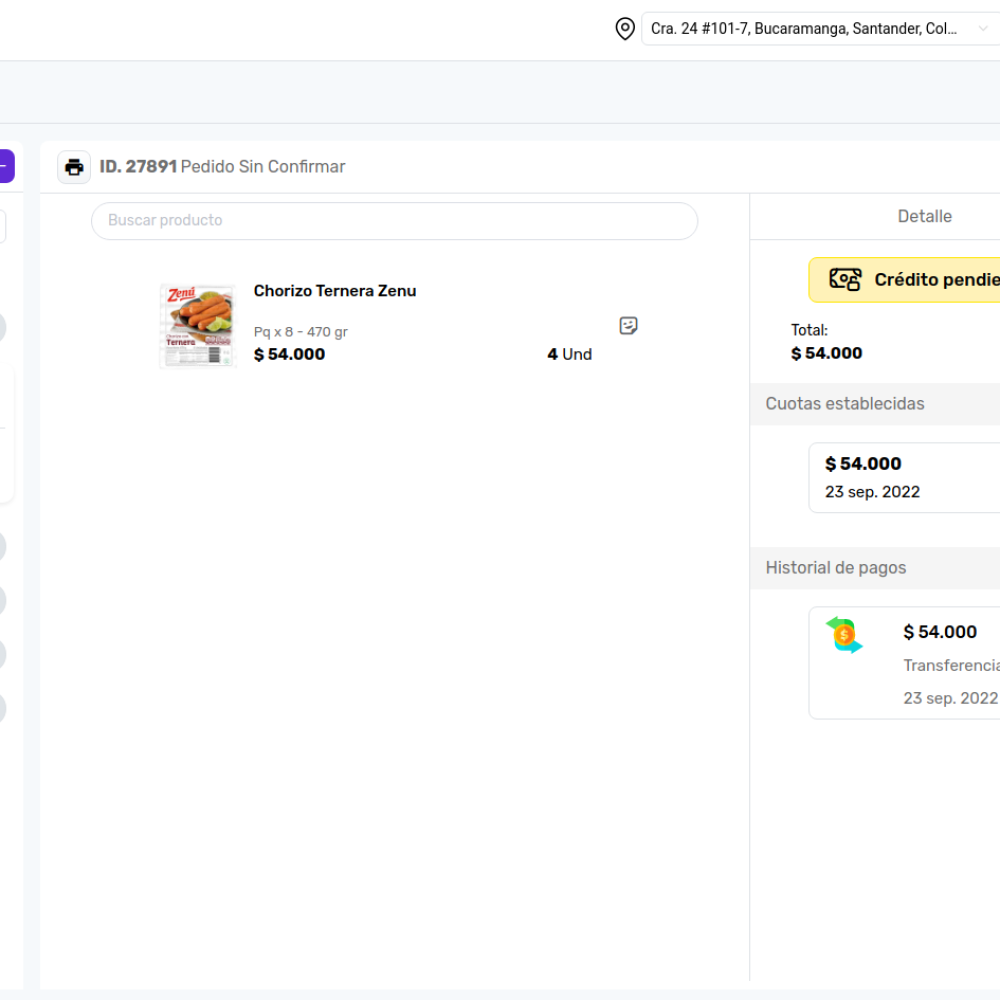 Cra. 24 #101-7, Bucaramanga, Santander, Col...
ID. 27891 Pedido Sin Confirmar
Buscar producto
Detalle
Zenú
Ternera
Chorizo Ternera Zenu
Pq x 8 - 470 gr
$ 54.000
4 Und
Crédito pendie
Total:
$ 54.000
Cuotas establecidas
$ 54.000
23 sep. 2022
Historial de pagos
$ 54.000
Transferencia
23 sep. 2022